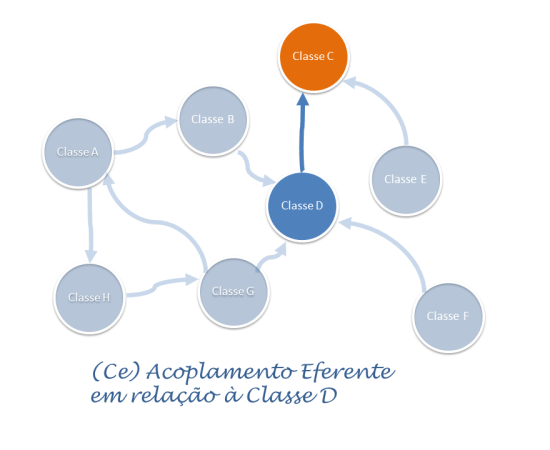 Classe C
Classe B
Classe A
Classe E
Classe D
Classe H
Classe G
Classe F
(Ce) Acoplamento Eferente
em relação à Classe D